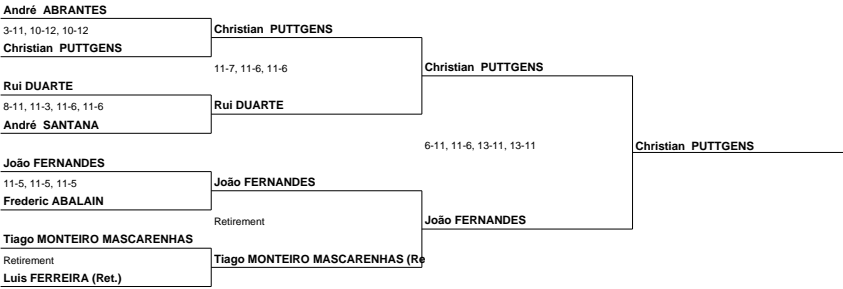 André ABRANTES
3-11, 10-12, 10-12
Christian PUTTGENS
Christian PUTTGENS
11-7, 11-6, 11-6
Christian PUTTGENS
Rui DUARTE
8-11, 11-3, 11-6, 11-6
Rui DUARTE
André SANTANA
6-11, 11-6, 13-11, 13-11
Christian PUTTGENS
João FERNANDES
11-5, 11-5, 11-5
João FERNANDES
Frederic ABALAIN
Retirement
João FERNANDES
Tiago MONTEIRO MASCARENHAS
Retirement
Tiago MONTEIRO MASCARENHAS (Re
Luis FERREIRA (Ret.)